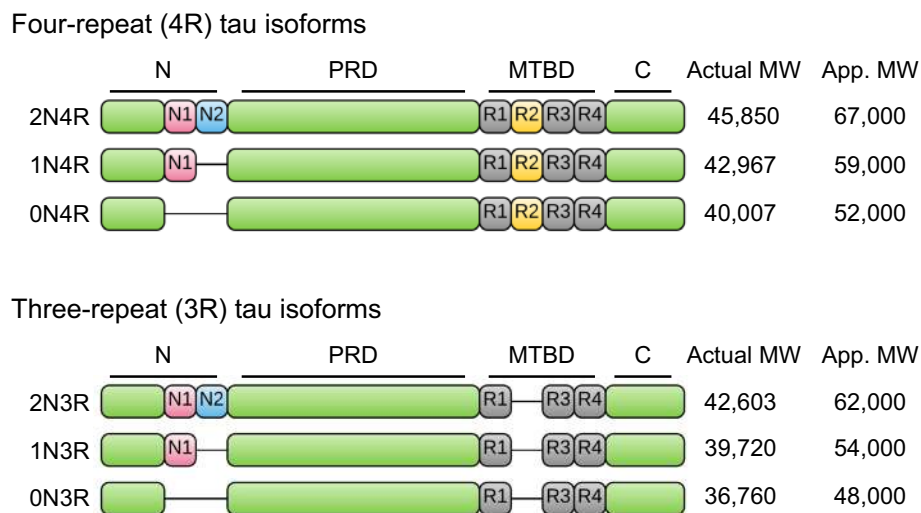 Four-repeat (4R) tau isoforms
N PRD MTBD C Actual MW App. MW
2N4R N1 N2 R1 R2 R3 R4 45,850 67,000
1N4R N1 R1 R2 R3 R4 42,967 59,000
0N4R R1 R2 R3 R4 40,007 52,000
Three-repeat (3R) tau isoforms
N PRD MTBD C Actual MW App. MW
2N3R N1 N2 R1 R3 R4 42,603 62,000
1N3R N1 R1 R3 R4 39,720 54,000
0N3R R1 R3 R4 36,760 48,000